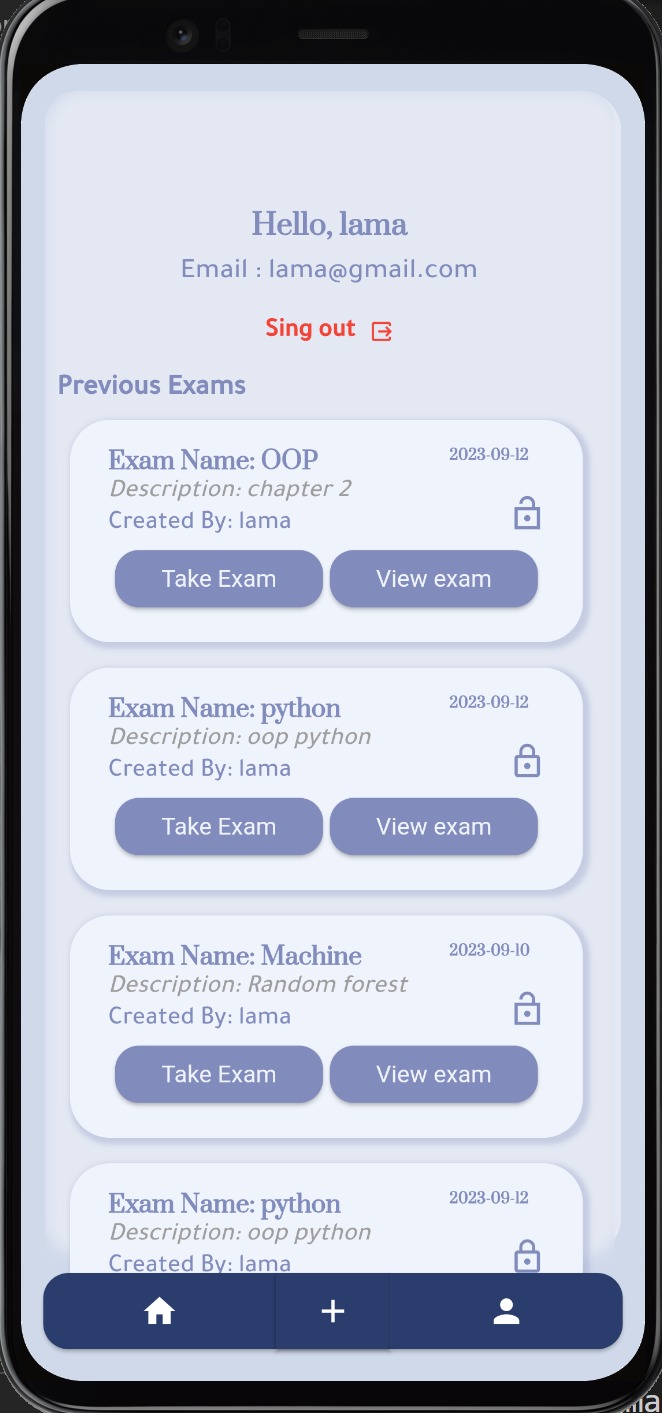 Hello, lama
Email : lama@gmail.com
Sing out
Previous Exams
Exam Name: OOP
2023-09-12
Description: chapter 2
Created By: lama
Take Exam
View exam
Exam Name: python
2023-09-12
Description: oop python
Created By: lama
Take Exam
View exam
Exam Name: Machine
2023-09-10
Description: Random forest
Created By: lama
Take Exam
View exam
Exam Name: python
2023-09-12
Description: oop python
Created By: lama